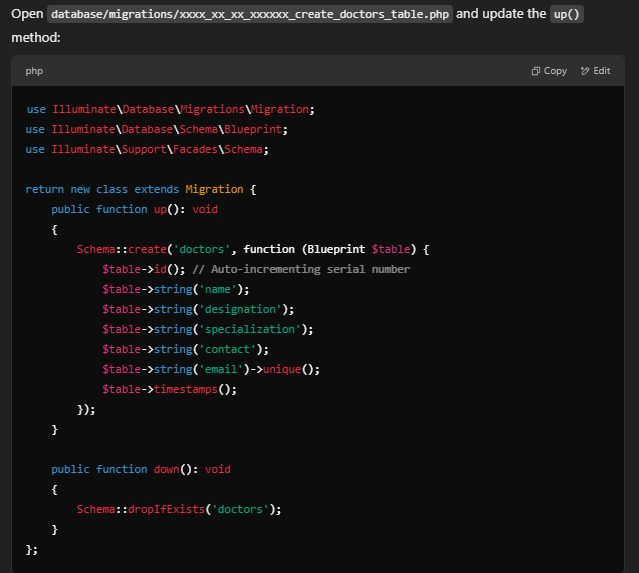 Open database/migrations/xxxx_xx_xx_xxxxxx_create_doctors_table.php and update the up()
method:
php
Copy
Edit
use Illuminate\Database\Migrations\Migration;
use Illuminate\Database\Schema\Blueprint;
use Illuminate\Support\Facades\Schema;
return new class extends Migration {
    public function up(): void
    {
        Schema::create('doctors', function (Blueprint $table) {
            $table->id(); // Auto-incrementing serial number
            $table->string('name');
            $table->string('designation');
            $table->string('specialization');
            $table->string('contact');
            $table->string('email')->unique();
            $table->timestamps();
        });
    }
    public function down(): void
    {
        Schema::dropIfExists('doctors');
    }
};